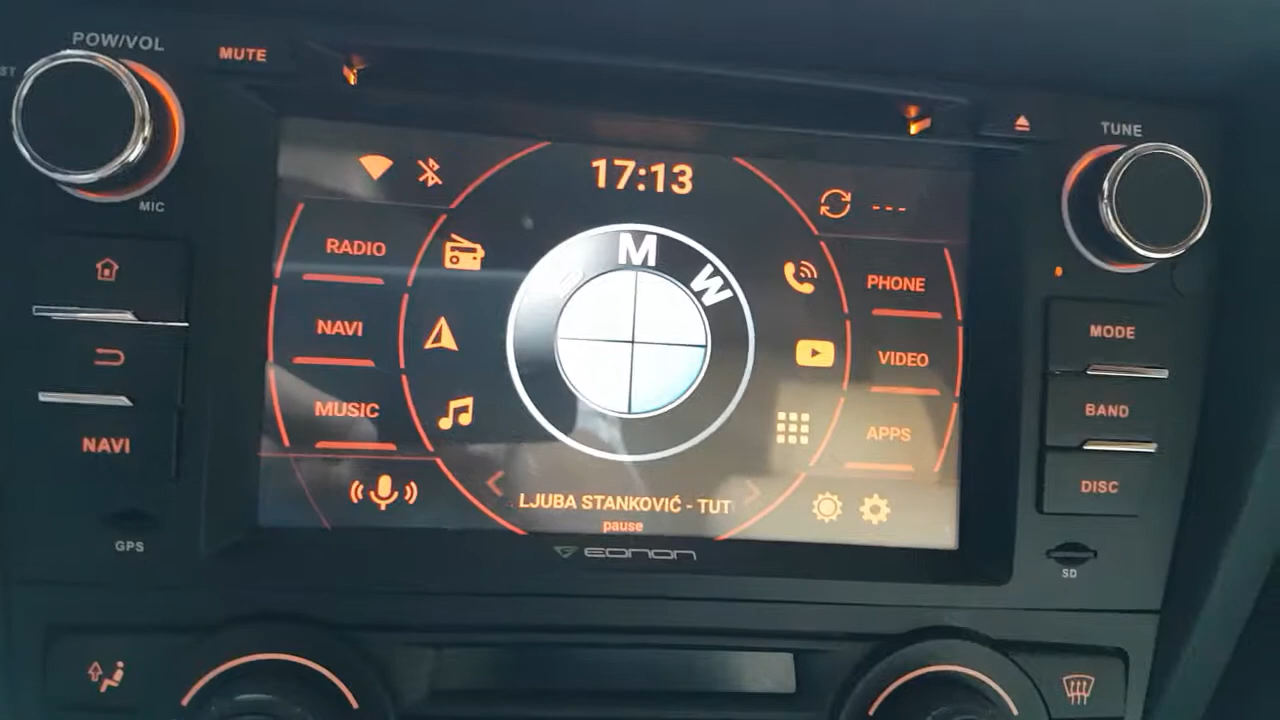 POW/VOL
MUTE
ST
MIC
TUNE
17:13
---
RADIO
NAVI
MUSIC
M
W
PHONE
VIDEO
APPS
LJUBA STANKOVIĆ - TUT
pause
EONON
NAVI
GPS
MODE
BAND
DISC
SD